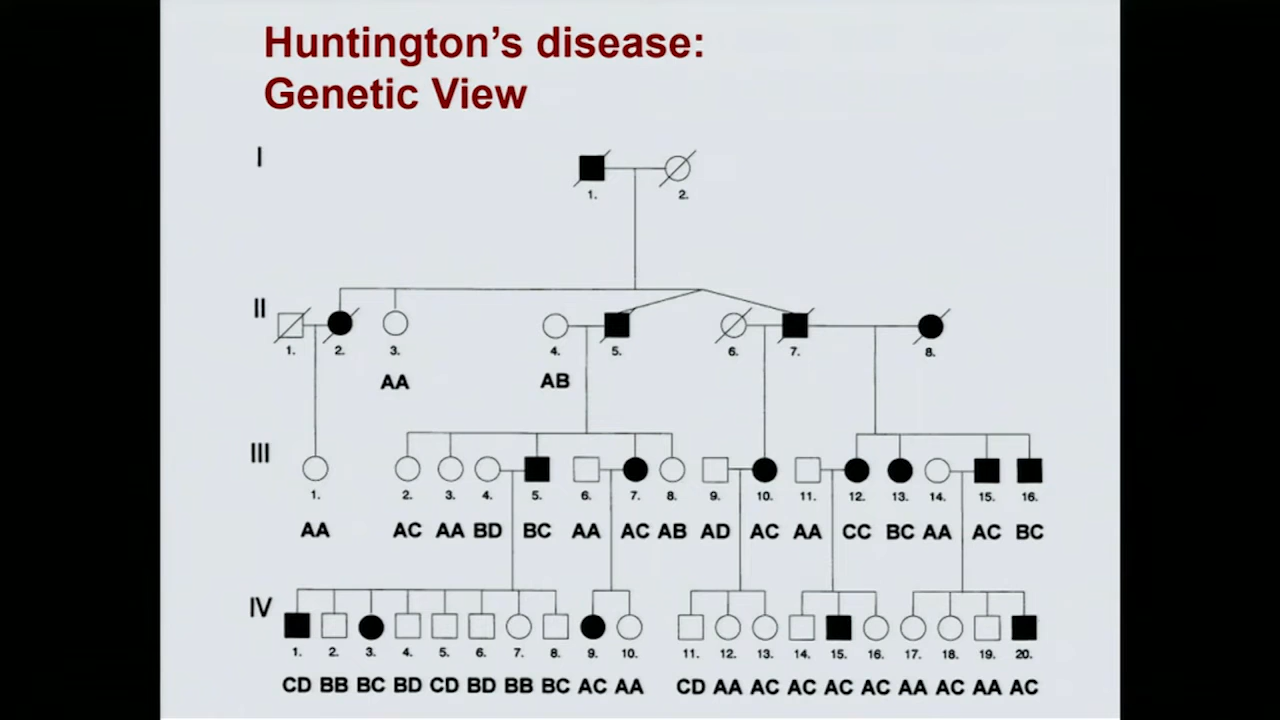 Huntington's disease:
Genetic View
I
1. 2.
II
1. 2. 3. 4. 5. 6. 7. 8.
AA AB
III
1. 2. 3. 4. 5. 6. 7. 8. 9. 10. 11. 12. 13. 14. 15. 16.
AA AC AA BD BC AA AC AB AD AC AA CC BC AA AC BC
IV
1. 2. 3. 4. 5. 6. 7. 8. 9. 10. 11. 12. 13. 14. 15. 16. 17. 18. 19. 20.
CD BB BC BD CD BD BB BC AC AA CD AA AC AC AC AC AA AC AA AC